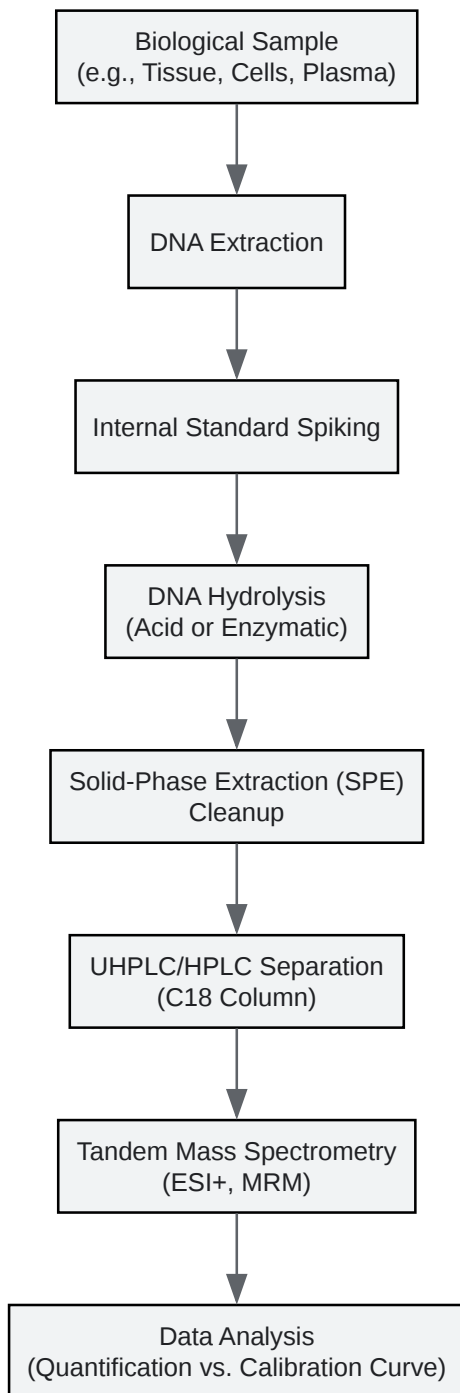 Biological Sample
(e.g., Tissue, Cells, Plasma)
DNA Extraction
Internal Standard Spiking
DNA Hydrolysis
(Acid or Enzymatic)
Solid-Phase Extraction (SPE)
Cleanup
UHPLC/HPLC Separation
(C18 Column)
Tandem Mass Spectrometry
(ESI+, MRM)
Data Analysis
(Quantification vs. Calibration Curve)